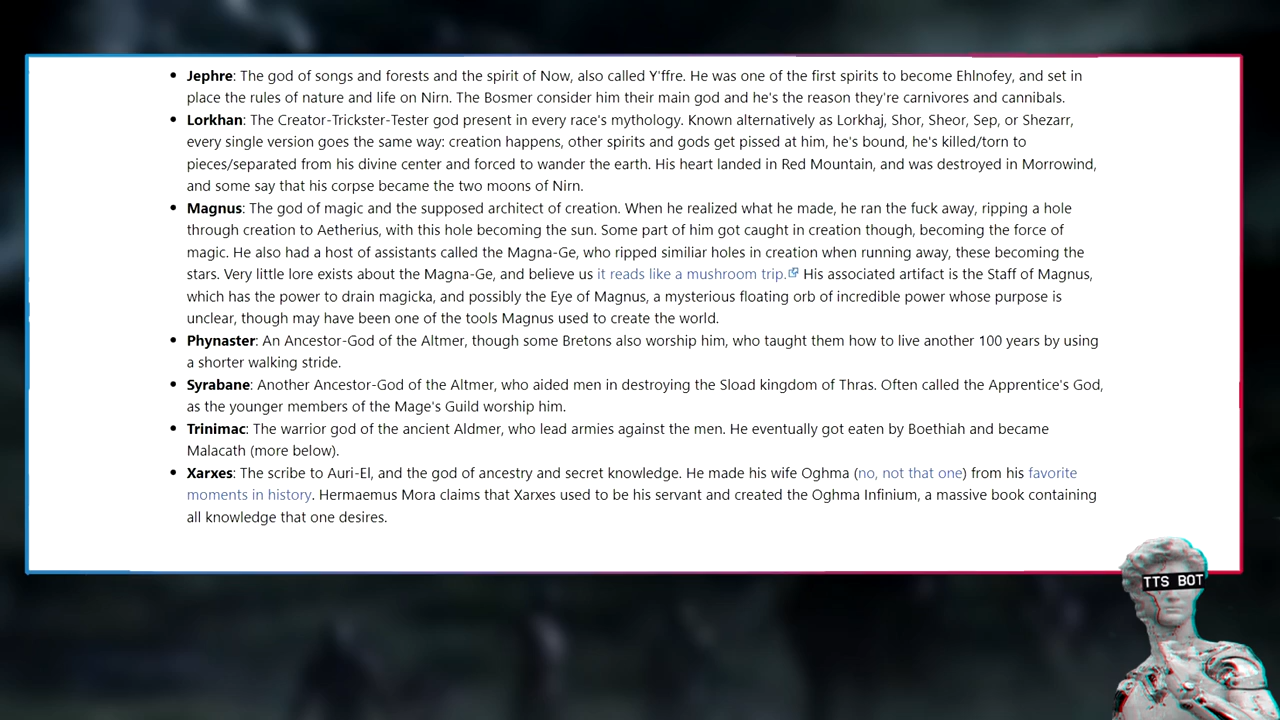 • Jephre: The god of songs and forests and the spirit of Now, also called Y'ffre. He was one of the first spirits to become Ehlnofey, and set in
place the rules of nature and life on Nirn. The Bosmer consider him their main god and he's the reason they're carnivores and cannibals.
• Lorkhan: The Creator-Trickster-Tester god present in every race's mythology. Known alternatively as Lorkhaj, Shor, Sheor, Sep, or Shezarr,
every single version goes the same way: creation happens, other spirits and gods get pissed at him, he's bound, he's killed/torn to
pieces/separated from his divine center and forced to wander the earth. His heart landed in Red Mountain, and was destroyed in Morrowind,
and some say that his corpse became the two moons of Nirn.
• Magnus: The god of magic and the supposed architect of creation. When he realized what he made, he ran the fuck away, ripping a hole
through creation to Aetherius, with this hole becoming the sun. Some part of him got caught in creation though, becoming the force of
magic. He also had a host of assistants called the Magna-Ge, who ripped similiar holes in creation when running away, these becoming the
stars. Very little lore exists about the Magna-Ge, and believe us it reads like a mushroom trip. His associated artifact is the Staff of Magnus,
which has the power to drain magicka, and possibly the Eye of Magnus, a mysterious floating orb of incredible power whose purpose is
unclear, though may have been one of the tools Magnus used to create the world.
• Phynaster: An Ancestor-God of the Altmer, though some Bretons also worship him, who taught them how to live another 100 years by using
a shorter walking stride.
• Syrabane: Another Ancestor-God of the Altmer, who aided men in destroying the Sload kingdom of Thras. Often called the Apprentice's God,
as the younger members of the Mage's Guild worship him.
• Trinimac: The warrior god of the ancient Aldmer, who lead armies against the men. He eventually got eaten by Boethiah and became
Malacath (more below).
• Xarxes: The scribe to Auri-El, and the god of ancestry and secret knowledge. He made his wife Oghma (no, not that one) from his favorite
moments in history. Hermaemus Mora claims that Xarxes used to be his servant and created the Oghma Infinium, a massive book containing
all knowledge that one desires.
TTS BOT